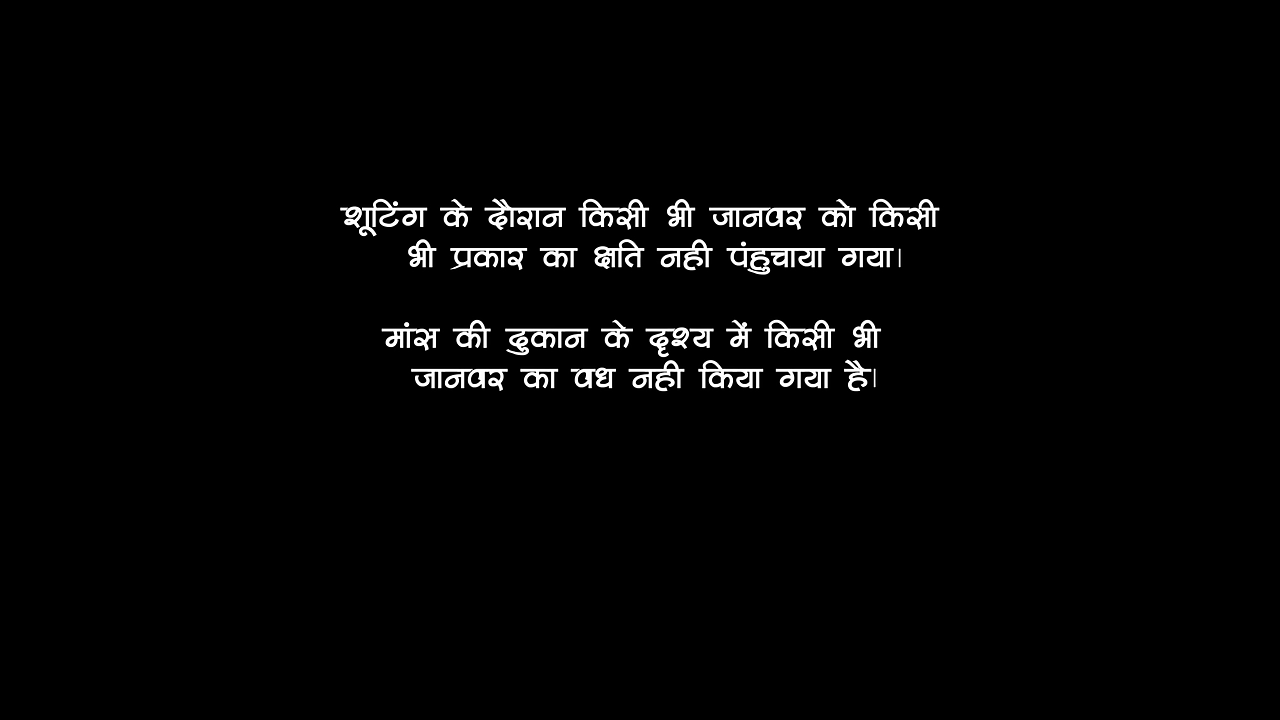 शूटिंग के दौरान किसी भी जानवर को किसी
भी प्रकार का क्षति नही पंहुचाया गया।
मांस की दुकान के दृश्य में किसी भी
जानवर का वध नही किया गया है।